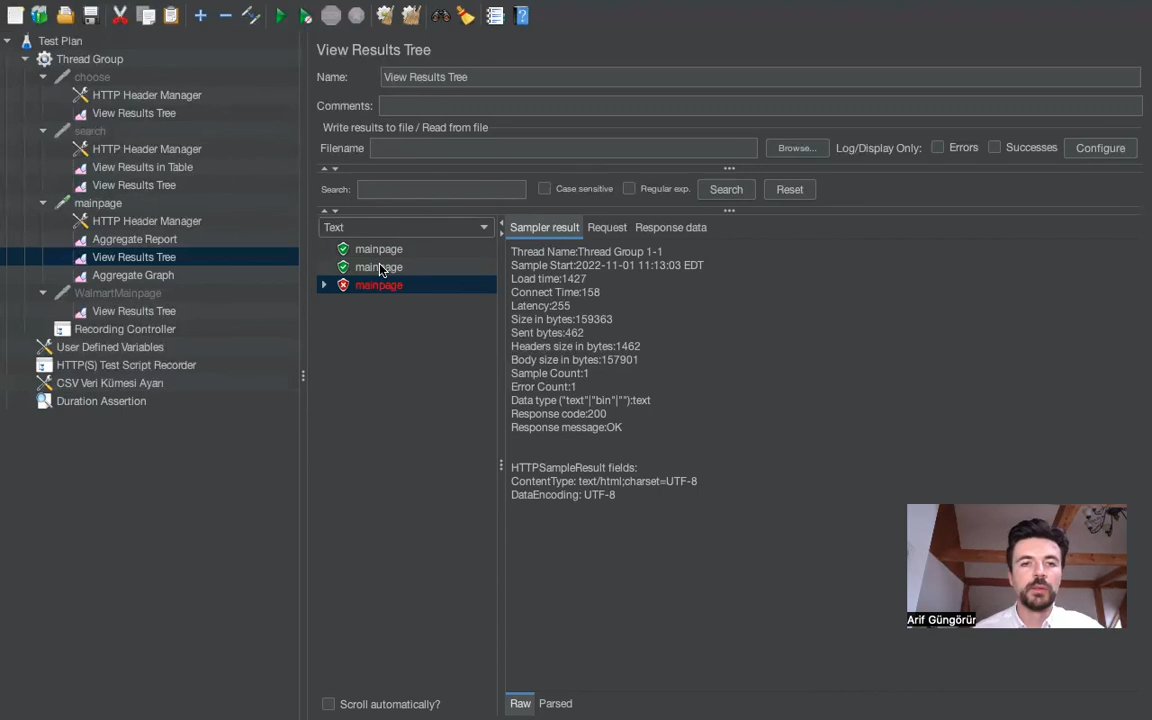 Test Plan
Thread Group
choose
HTTP Header Manager
View Results Tree
search
HTTP Header Manager
View Results in Table
View Results Tree
mainpage
HTTP Header Manager
Aggregate Report
View Results Tree
Aggregate Graph
WalmartMainpage
View Results Tree
Recording Controller
User Defined Variables
HTTP(S) Test Script Recorder
CSV Veri Kümesi Ayarı
Duration Assertion
View Results Tree
Name: View Results Tree
Comments:
Write results to file / Read from file
Filename Browse... Log/Display Only: Errors Successes Configure
Search: Case sensitive Regular exp. Search Reset
Text
mainpage
mainpage
mainpage
Scroll automatically?
Sampler result Request Response data
Thread Name:Thread Group 1-1
Sample Start:2022-11-01 11:13:03 EDT
Load time:1427
Connect Time:158
Latency:255
Size in bytes:159363
Sent bytes:462
Headers size in bytes:1462
Body size in bytes:157901
Sample Count:1
Error Count:1
Data type ("text"|"bin"|""):text
Response code:200
Response message:OK
HTTPSampleResult fields:
ContentType: text/html;charset=UTF-8
DataEncoding: UTF-8
Raw Parsed
Arif Güngörür